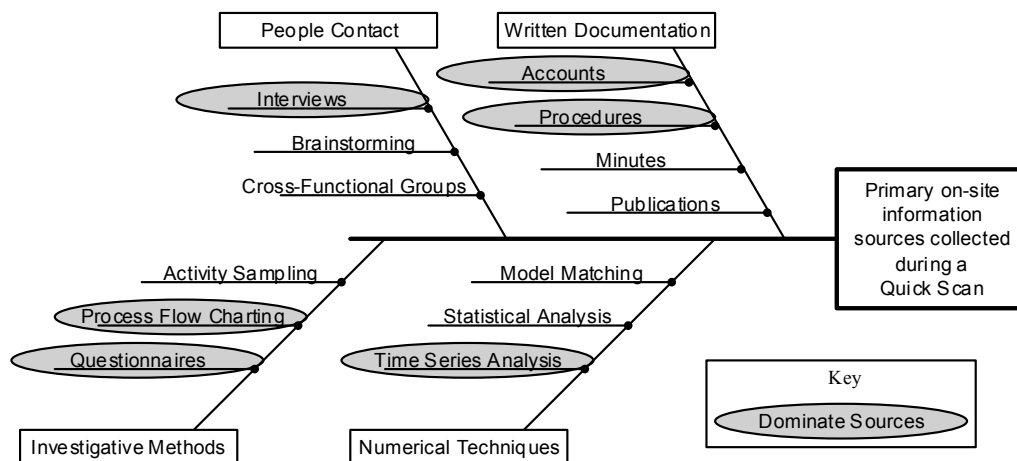 People Contact
Written Documentation
Accounts
Interviews
Procedures
Brainstorming
Minutes
Cross-Functional Groups
Publications
Primary on-site
information
sources collected
during a
Quick Scan
Activity Sampling
Model Matching
Process Flow Charting
Statistical Analysis
Questionnaires
Time Series Analysis
Key
Dominate Sources
Investigative Methods
Numerical Techniques